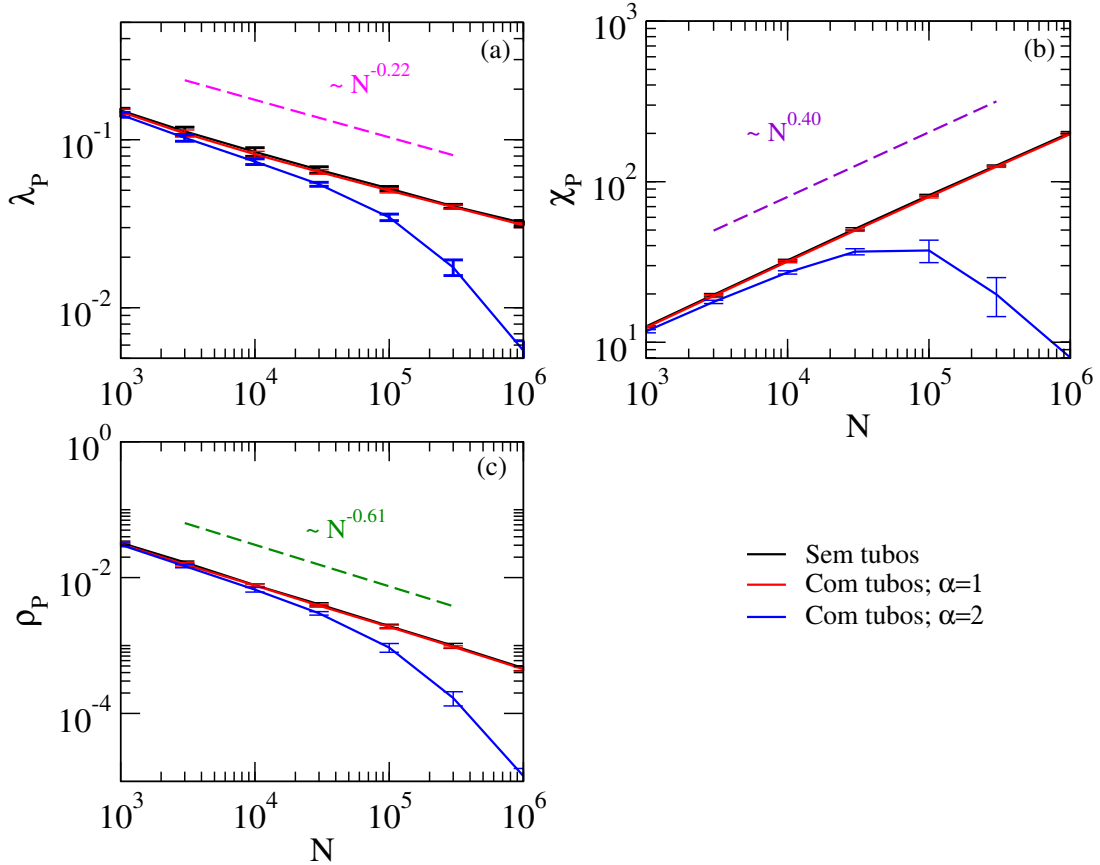 (a)
~ N^-0.22
10^-1
10^-2
λ_P
10^3 10^4 10^5 10^6
(b)
~ N^0.40
10^3
10^2
10^1
χ_P
10^3 10^4 10^5 10^6
N
(c)
~ N^-0.61
10^0
10^-2
10^-4
ρ_P
10^3 10^4 10^5 10^6
N
Sem tubos
Com tubos; α=1
Com tubos; α=2